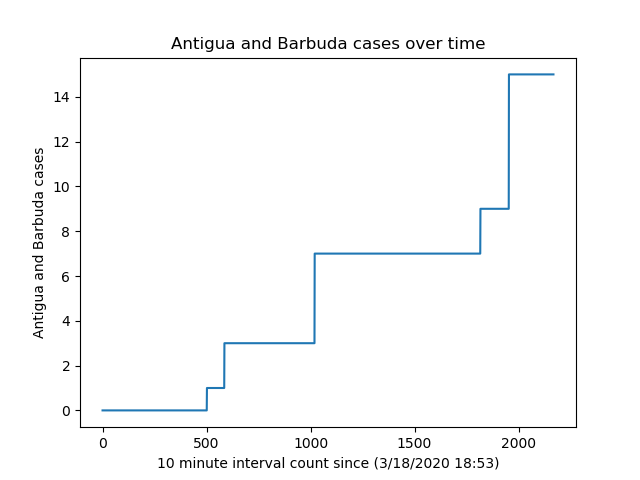 Antigua and Barbuda cases over time
Antigua and Barbuda cases
14
12
10
8
6
4
2
0
0 500 1000 1500 2000
10 minute interval count since (3/18/2020 18:53)